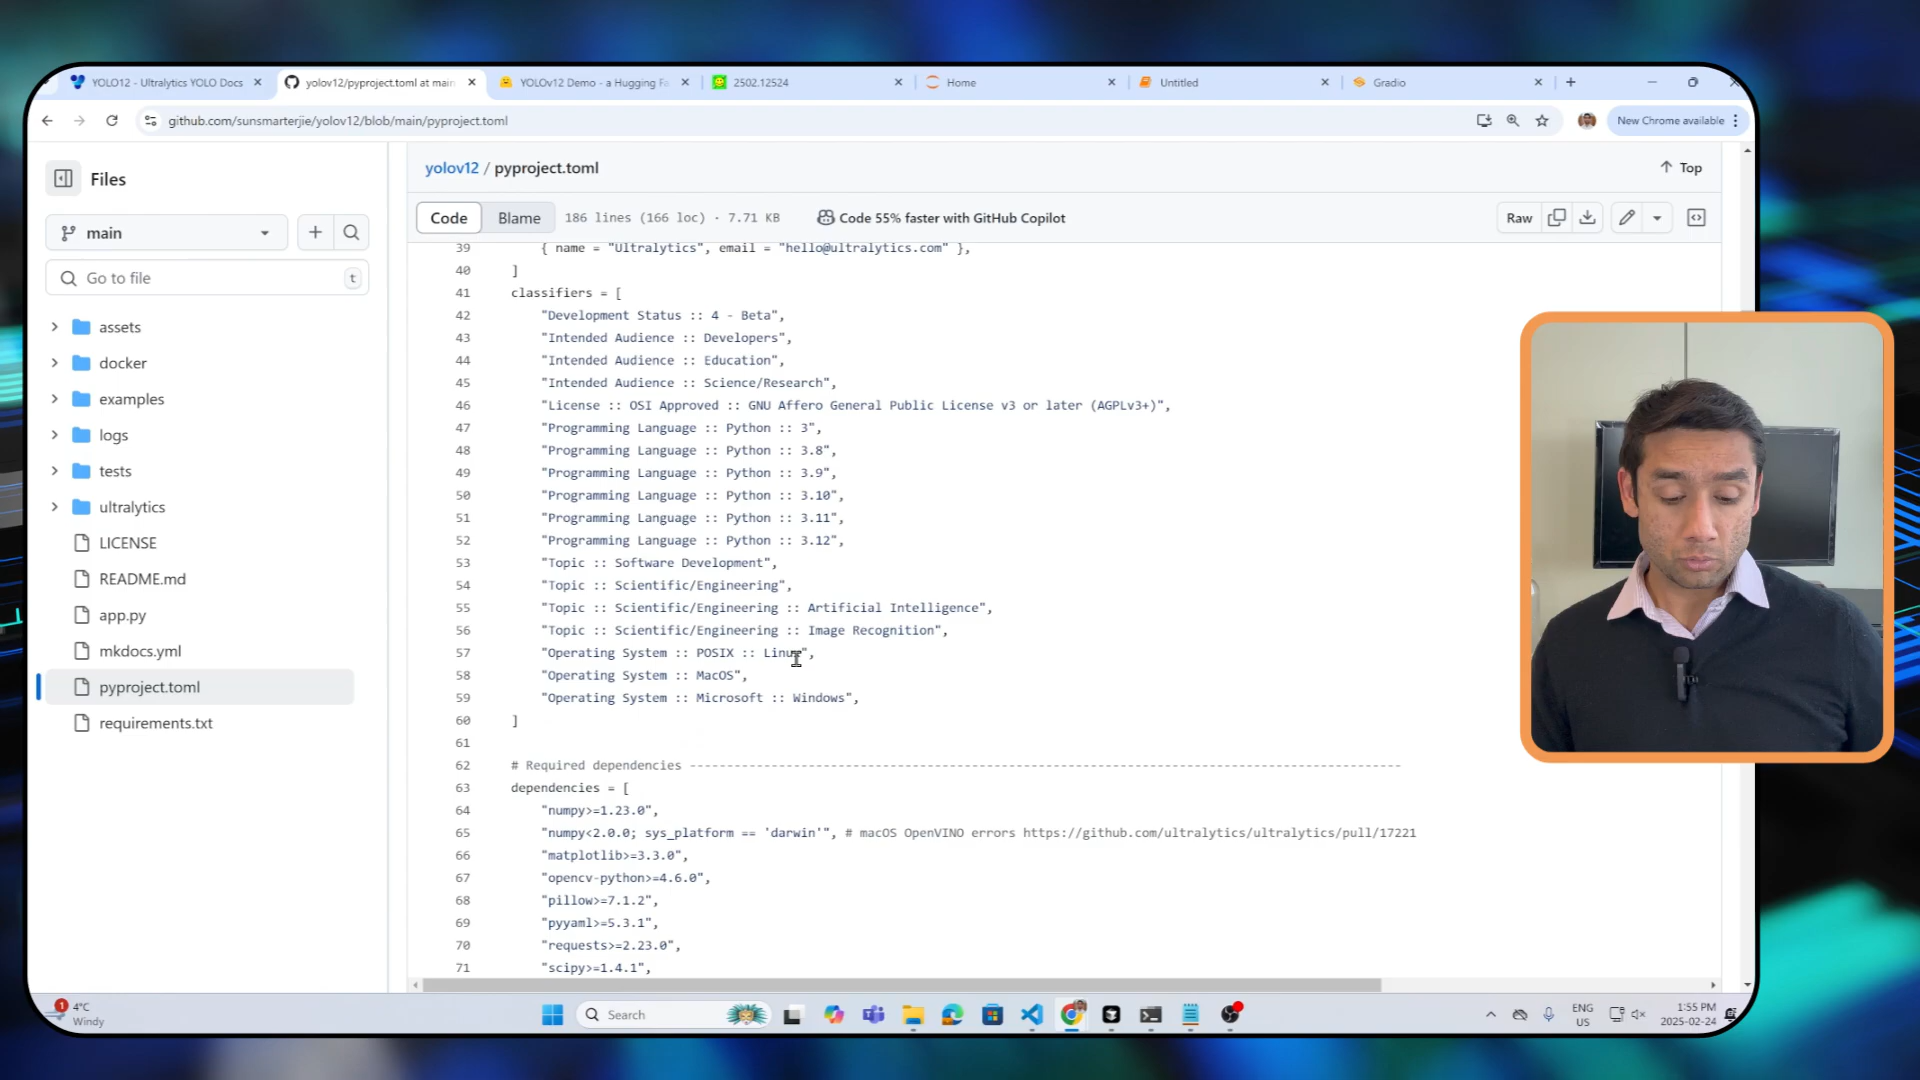 YOLO12 - Ultralytics YOLO Docs
yolov12/pyproject.toml at main
YOLOv12 Demo - a Hugging Fa
2502.12524
Home
Untitled
Gradio
github.com/sunsmarterjie/yolov12/blob/main/pyproject.toml
New Chrome available
Files
main
Go to file
t
assets
docker
examples
logs
tests
ultralytics
LICENSE
README.md
app.py
mkdocs.yml
pyproject.toml
requirements.txt
yolov12 / pyproject.toml
Top
Code
Blame
186 lines (166 loc) · 7.71 KB
Code 55% faster with GitHub Copilot
Raw
39 { name = "Ultralytics", email = "hello@ultralytics.com" },
40 ]
41 classifiers = [
42 "Development Status :: 4 - Beta",
43 "Intended Audience :: Developers",
44 "Intended Audience :: Education",
45 "Intended Audience :: Science/Research",
46 "License :: OSI Approved :: GNU Affero General Public License v3 or later (AGPLv3+)",
47 "Programming Language :: Python :: 3",
48 "Programming Language :: Python :: 3.8",
49 "Programming Language :: Python :: 3.9",
50 "Programming Language :: Python :: 3.10",
51 "Programming Language :: Python :: 3.11",
52 "Programming Language :: Python :: 3.12",
53 "Topic :: Software Development",
54 "Topic :: Scientific/Engineering",
55 "Topic :: Scientific/Engineering :: Artificial Intelligence",
56 "Topic :: Scientific/Engineering :: Image Recognition",
57 "Operating System :: POSIX :: Linux",
58 "Operating System :: MacOS",
59 "Operating System :: Microsoft :: Windows",
60 ]
61
62 # Required dependencies ------------------------------------------------------------------------------------------------
63 dependencies = [
64 "numpy>=1.23.0",
65 "numpy<2.0.0; sys_platform == 'darwin'", # macOS OpenVINO errors https://github.com/ultralytics/ultralytics/pull/17221
66 "matplotlib>=3.3.0",
67 "opencv-python>=4.6.0",
68 "pillow>=7.1.2",
69 "pyyaml>=5.3.1",
70 "requests>=2.23.0",
71 "scipy>=1.4.1",
1
4°C
Windy
Search
ENG
US
1:55 PM
2025-02-24